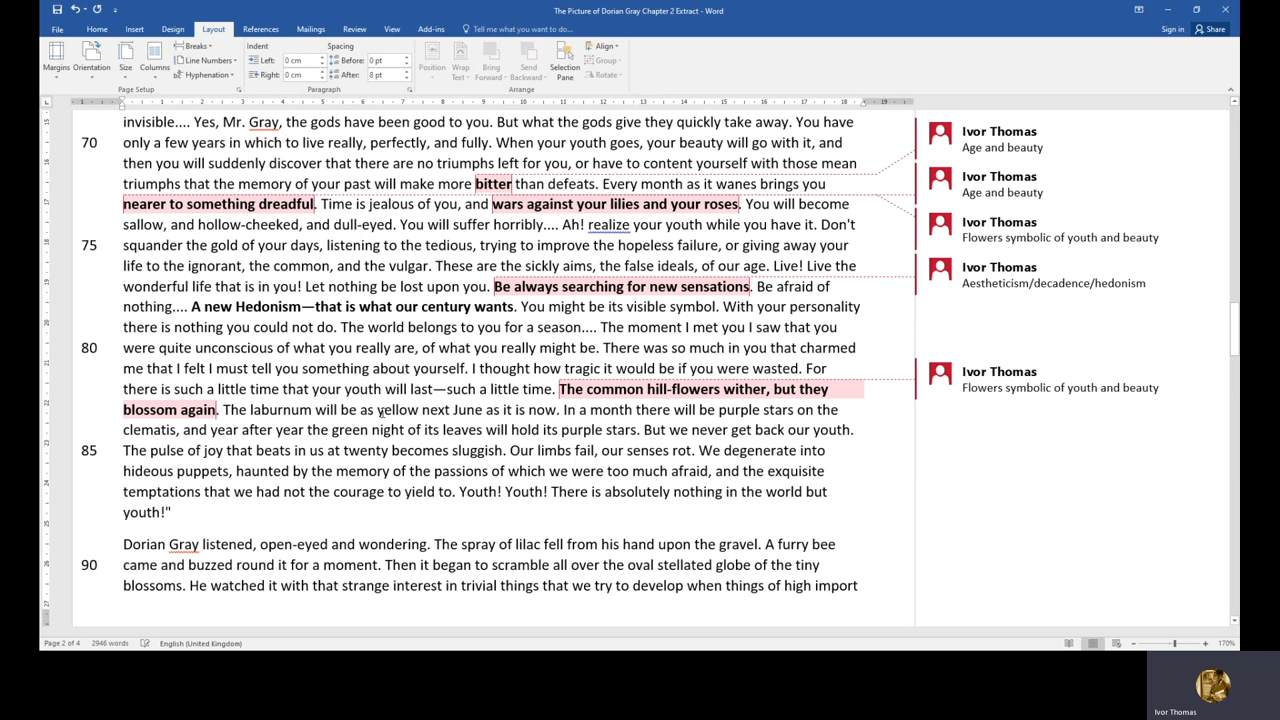 The Picture of Dorian Gray Chapter 2 Extract - Word
File Home Insert Design Layout References Mailings Review View Add-ins Tell me what you want to do... Sign in Share
Margins Orientation Size Columns Breaks Line Numbers Hyphenation
Page Setup
Indent Spacing
Left: 0 cm Before: 0 pt
Right: 0 cm After: 8 pt
Paragraph
Position Wrap Text Bring Forward Send Backward Selection Pane Align Group Rotate
Arrange
invisible.... Yes, Mr. Gray, the gods have been good to you. But what the gods give they quickly take away. You have
70 only a few years in which to live really, perfectly, and fully. When your youth goes, your beauty will go with it, and
then you will suddenly discover that there are no triumphs left for you, or have to content yourself with those mean
triumphs that the memory of your past will make more bitter than defeats. Every month as it wanes brings you
nearer to something dreadful. Time is jealous of you, and wars against your lilies and your roses. You will become
sallow, and hollow-cheeked, and dull-eyed. You will suffer horribly.... Ah! realize your youth while you have it. Don't
75 squander the gold of your days, listening to the tedious, trying to improve the hopeless failure, or giving away your
life to the ignorant, the common, and the vulgar. These are the sickly aims, the false ideals, of our age. Live! Live the
wonderful life that is in you! Let nothing be lost upon you. Be always searching for new sensations. Be afraid of
nothing.... A new Hedonism—that is what our century wants. You might be its visible symbol. With your personality
there is nothing you could not do. The world belongs to you for a season.... The moment I met you I saw that you
80 were quite unconscious of what you really are, of what you really might be. There was so much in you that charmed
me that I felt I must tell you something about yourself. I thought how tragic it would be if you were wasted. For
there is such a little time that your youth will last—such a little time. The common hill-flowers wither, but they
blossom again. The laburnum will be as yellow next June as it is now. In a month there will be purple stars on the
clematis, and year after year the green night of its leaves will hold its purple stars. But we never get back our youth.
85 The pulse of joy that beats in us at twenty becomes sluggish. Our limbs fail, our senses rot. We degenerate into
hideous puppets, haunted by the memory of the passions of which we were too much afraid, and the exquisite
temptations that we had not the courage to yield to. Youth! Youth! There is absolutely nothing in the world but
youth!"
Dorian Gray listened, open-eyed and wondering. The spray of lilac fell from his hand upon the gravel. A furry bee
90 came and buzzed round it for a moment. Then it began to scramble all over the oval stellated globe of the tiny
blossoms. He watched it with that strange interest in trivial things that we try to develop when things of high import
Ivor Thomas
Age and beauty
Ivor Thomas
Age and beauty
Ivor Thomas
Flowers symbolic of youth and beauty
Ivor Thomas
Aestheticism/decadence/hedonism
Ivor Thomas
Flowers symbolic of youth and beauty
Page 2 of 4 2946 words English (United Kingdom) 170%
Ivor Thomas